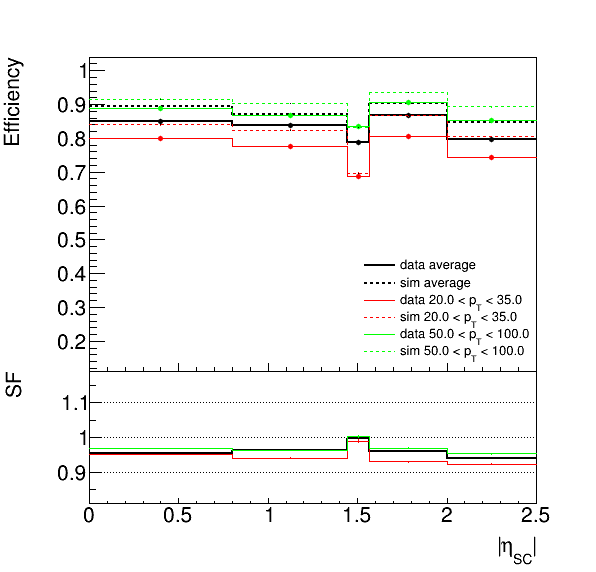 Efficiency
1
0.9
0.8
0.7
0.6
0.5
0.4
0.3
0.2
data average
sim average
data 20.0 < p_T < 35.0
sim 20.0 < p_T < 35.0
data 50.0 < p_T < 100.0
sim 50.0 < p_T < 100.0
SF
1.1
1
0.9
0 0.5 1 1.5 2 2.5
|η_SC|